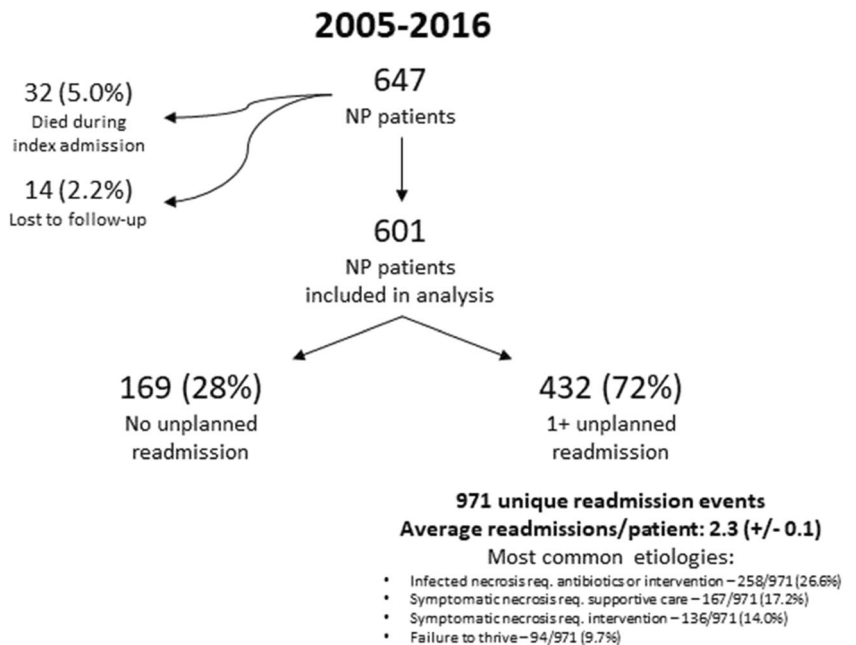 2005-2016
647
NP patients
32 (5.0%)
Died during
index admission
14 (2.2%)
Lost to follow-up
601
NP patients
included in analysis
169 (28%)
No unplanned
readmission
432 (72%)
1+ unplanned
readmission
971 unique readmission events
Average readmissions/patient: 2.3 (+/- 0.1)
Most common etiologies:
• Infected necrosis req. antibiotics or intervention – 258/971 (26.6%)
• Symptomatic necrosis req. supportive care – 167/971 (17.2%)
• Symptomatic necrosis req. intervention – 136/971 (14.0%)
• Failure to thrive – 94/971 (9.7%)